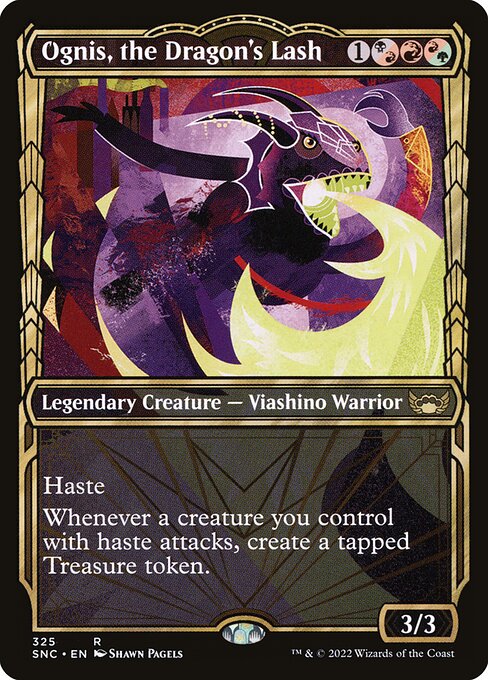 Ognis, the Dragon's Lash 1
Legendary Creature — Viashino Warrior
Haste
Whenever a creature you control
with haste attacks, create a tapped
Treasure token.
3/3
325 R
SNC • EN Shawn Pagels
™ & © 2022 Wizards of the Coast